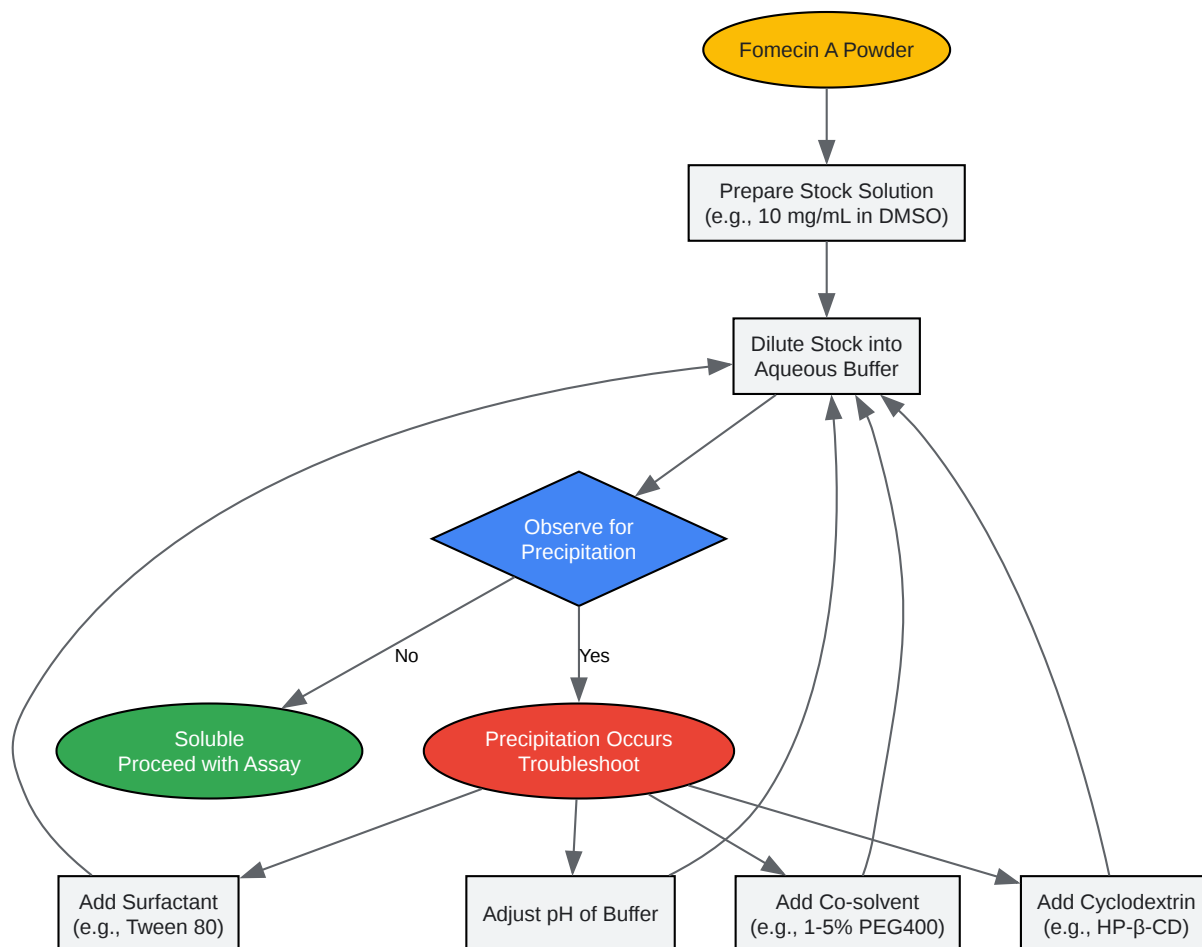 Fomecin A Powder
Prepare Stock Solution
(e.g., 10 mg/mL in DMSO)
Dilute Stock into
Aqueous Buffer
Observe for
Precipitation
No
Yes
Soluble
Proceed with Assay
Precipitation Occurs
Troubleshoot
Add Surfactant
(e.g., Tween 80)
Adjust pH of Buffer
Add Co-solvent
(e.g., 1-5% PEG400)
Add Cyclodextrin
(e.g., HP-β-CD)